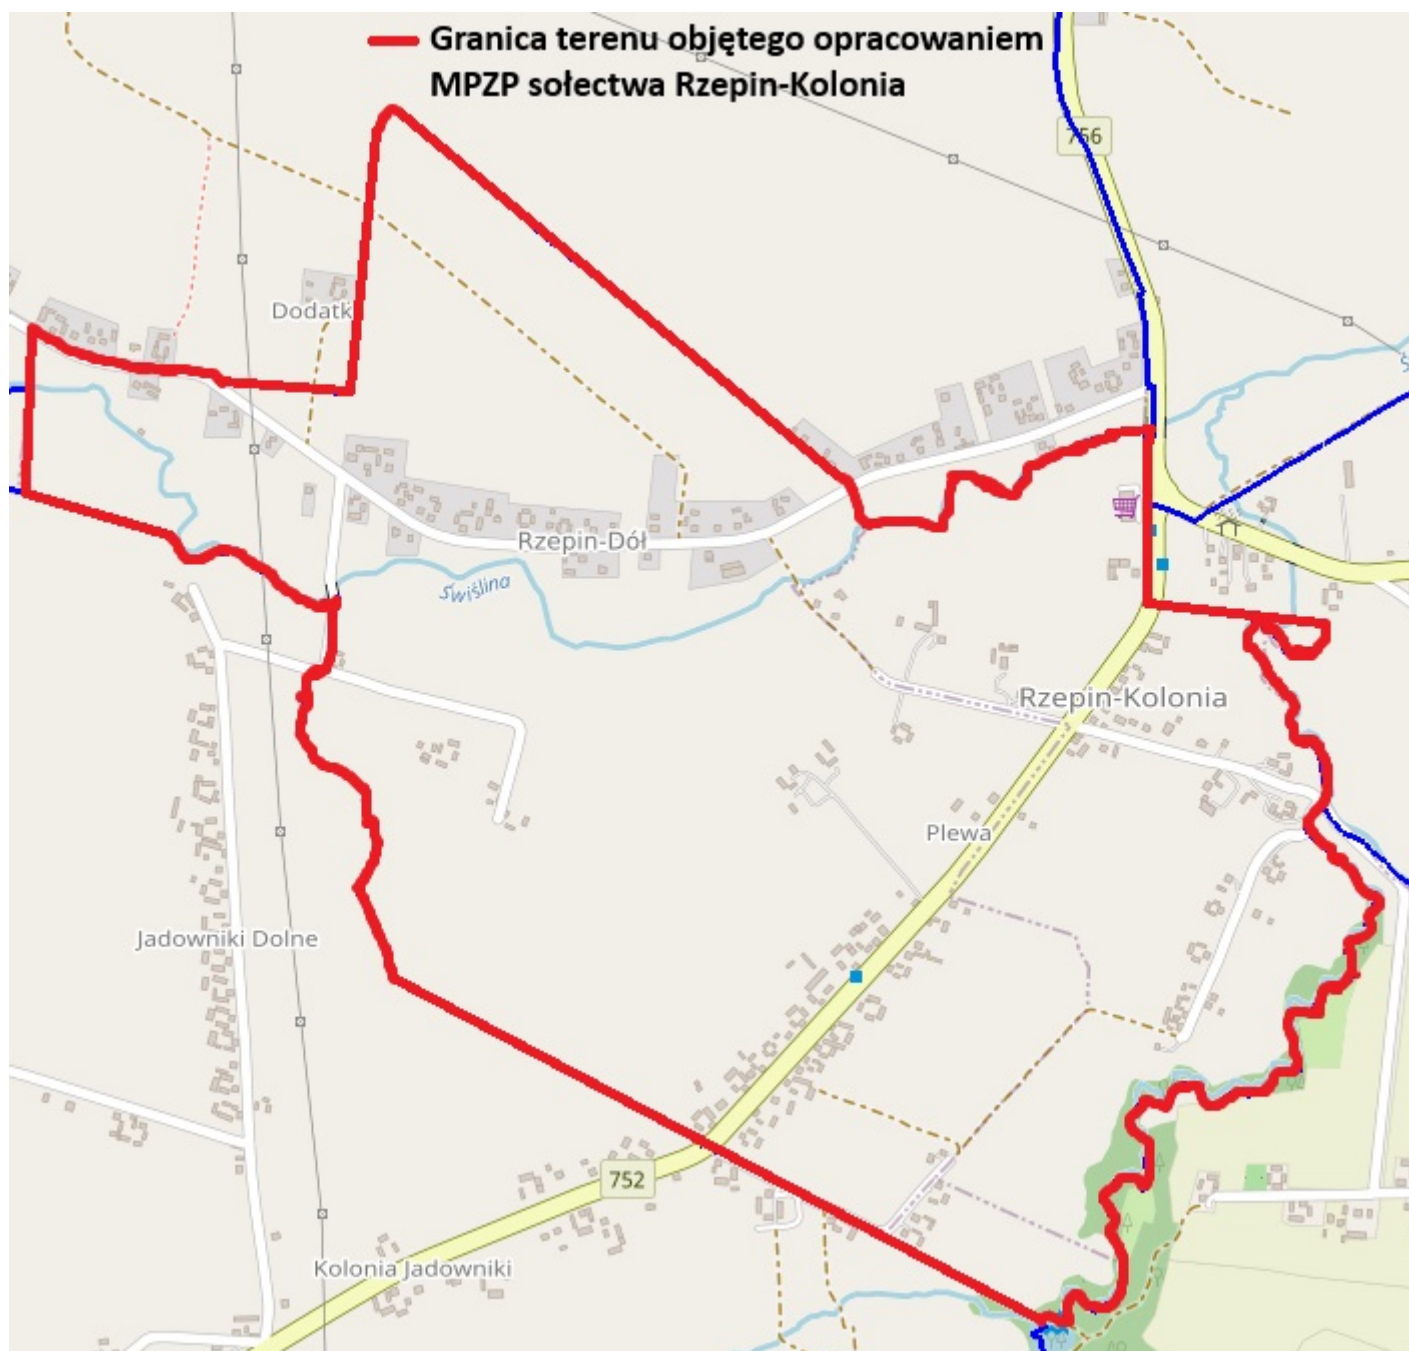 Granica terenu objętego opracowaniem
MPZP sołectwa Rzepin-Kolonia
756
Dodatk
Rzepin-Dół
Świślina
Rzepin-Kolonia
Plewa
Jadowniki Dolne
752
Kolonia Jadowniki